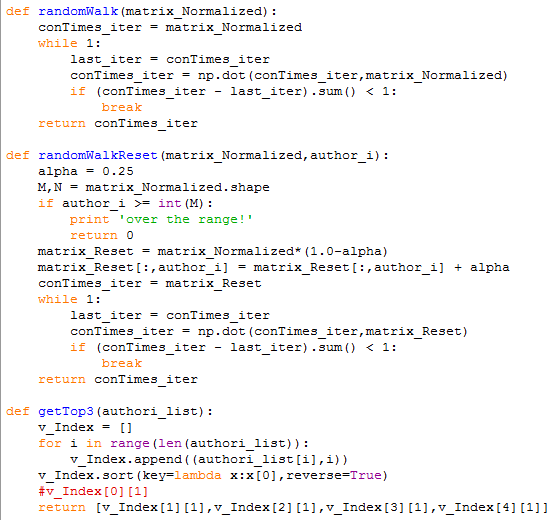 def randomWalk(matrix_Normalized):
    conTimes_iter = matrix_Normalized
    while 1:
        last_iter = conTimes_iter
        conTimes_iter = np.dot(conTimes_iter,matrix_Normalized)
        if (conTimes_iter - last_iter).sum() < 1:
            break
    return conTimes_iter

def randomWalkReset(matrix_Normalized,author_i):
    alpha = 0.25
    M,N = matrix_Normalized.shape
    if author_i >= int(M):
        print 'over the range!'
        return 0
    matrix_Reset = matrix_Normalized*(1.0-alpha)
    matrix_Reset[:,author_i] = matrix_Reset[:,author_i] + alpha
    conTimes_iter = matrix_Reset
    while 1:
        last_iter = conTimes_iter
        conTimes_iter = np.dot(conTimes_iter,matrix_Reset)
        if (conTimes_iter - last_iter).sum() < 1:
            break
    return conTimes_iter

def getTop3(authori_list):
    v_Index = []
    for i in range(len(authori_list)):
        v_Index.append((authori_list[i],i))
    v_Index.sort(key=lambda x:x[0],reverse=True)
    #v_Index[0][1]
    return [v_Index[1][1],v_Index[2][1],v_Index[3][1],v_Index[4][1]]